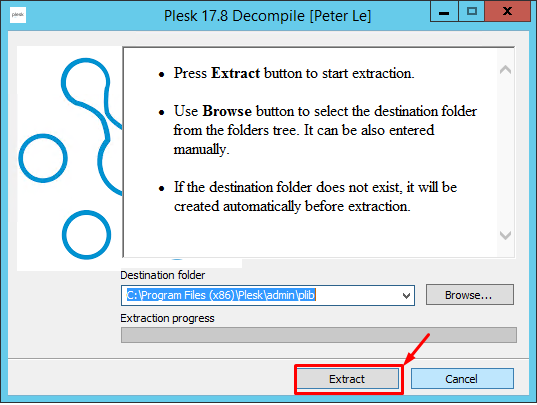 plesk
Plesk 17.8 Decompile [Peter Le]
• Press Extract button to start extraction.
• Use Browse button to select the destination folder
from the folders tree. It can be also entered
manually.
• If the destination folder does not exist, it will be
created automatically before extraction.
Destination folder
C:\Program Files (x86)\Plesk\admin\plib
Browse...
Extraction progress
Extract
Cancel